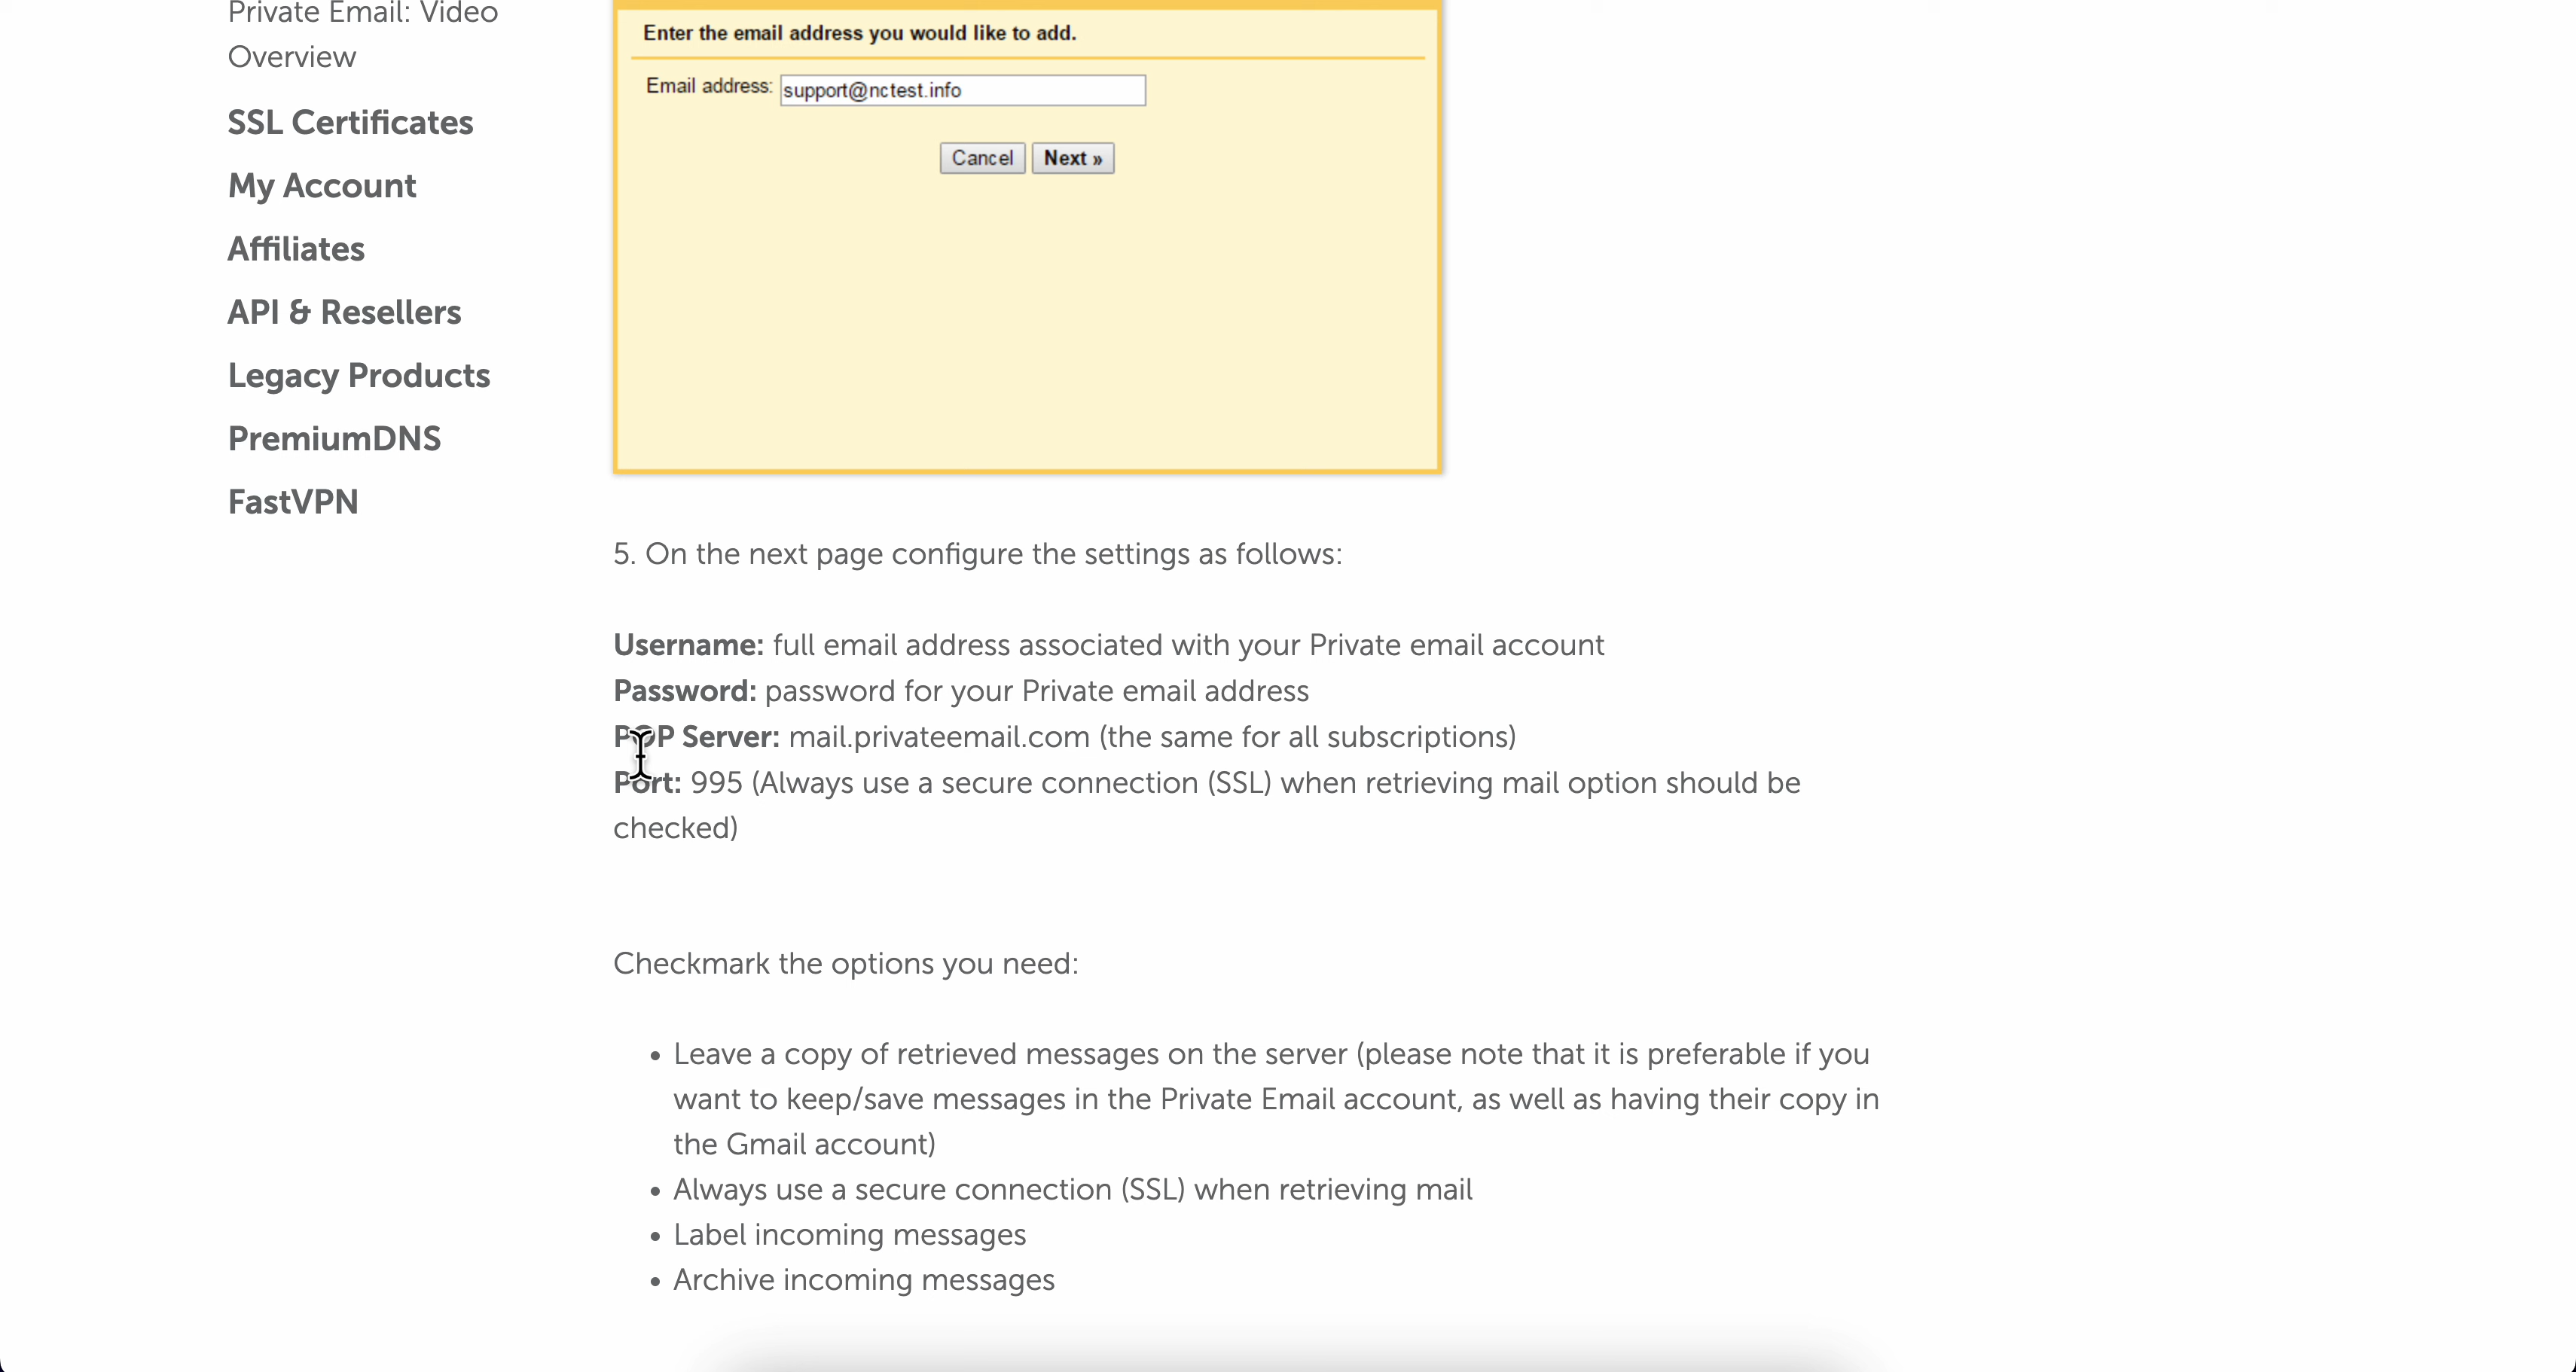 Private Email: Video
Overview
SSL Certificates
My Account
Affiliates
API & Resellers
Legacy Products
PremiumDNS
FastVPN
Enter the email address you would like to add.
Email address: support@nctest.info
Cancel Next »
5. On the next page configure the settings as follows:
Username: full email address associated with your Private email account
Password: password for your Private email address
POP Server: mail.privateemail.com (the same for all subscriptions)
Port: 995 (Always use a secure connection (SSL) when retrieving mail option should be
checked)
Checkmark the options you need:
• Leave a copy of retrieved messages on the server (please note that it is preferable if you
want to keep/save messages in the Private Email account, as well as having their copy in
the Gmail account)
• Always use a secure connection (SSL) when retrieving mail
• Label incoming messages
• Archive incoming messages